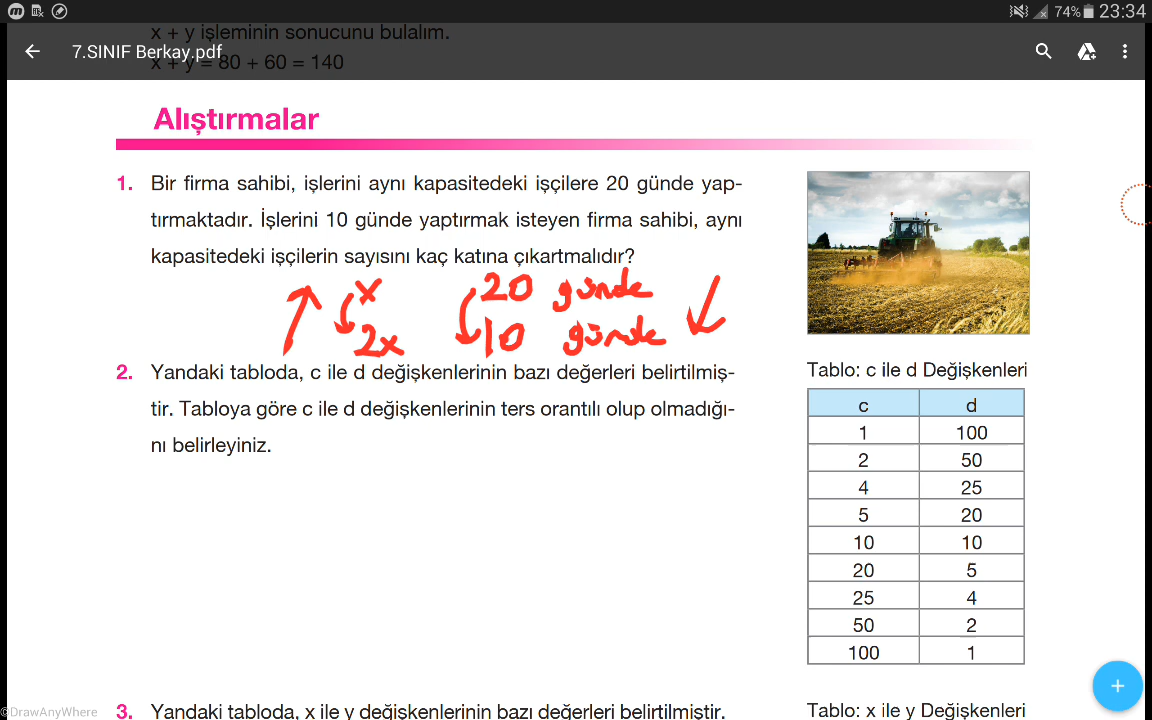 74% 23:34
x + y işleminin sonucunu bulalım.
7.SINIF Berkay.pdf
x + y = 80 + 60 = 140
Alıştırmalar
1. Bir firma sahibi, işlerini aynı kapasitedeki işçilere 20 günde yap-
tırmaktadır. İşlerini 10 günde yaptırmak isteyen firma sahibi, aynı
kapasitedeki işçilerin sayısını kaç katına çıkartmalıdır?
x 20 günde
2x 10 günde
2. Yandaki tabloda, c ile d değişkenlerinin bazı değerleri belirtilmiş-
tir. Tabloya göre c ile d değişkenlerinin ters orantılı olup olmadığı-
nı belirleyiniz.
Tablo: c ile d Değişkenleri
c d
1 100
2 50
4 25
5 20
10 10
20 5
25 4
50 2
100 1
+
©DrawAnyWhere
3. Yandaki tabloda, x ile y değişkenlerinin bazı değerleri belirtilmiştir.
Tablo: x ile y Değişkenleri